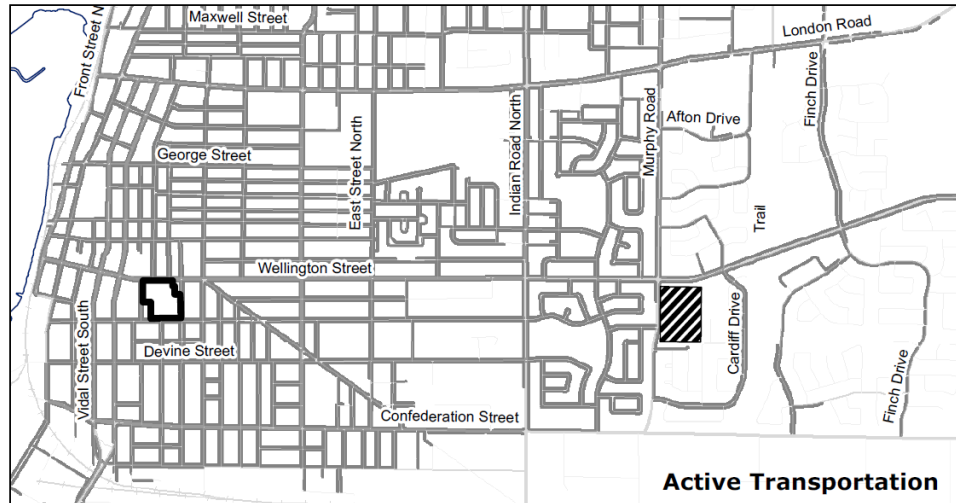 Maxwell Street
London Road
Front Street N
Finch Drive
Afton Drive
Murphy Road
Indian Road North
George Street
East Street North
Trail
Wellington Street
Vidal Street South
Devine Street
Cardiff Drive
Finch Drive
Confederation Street
Active Transportation